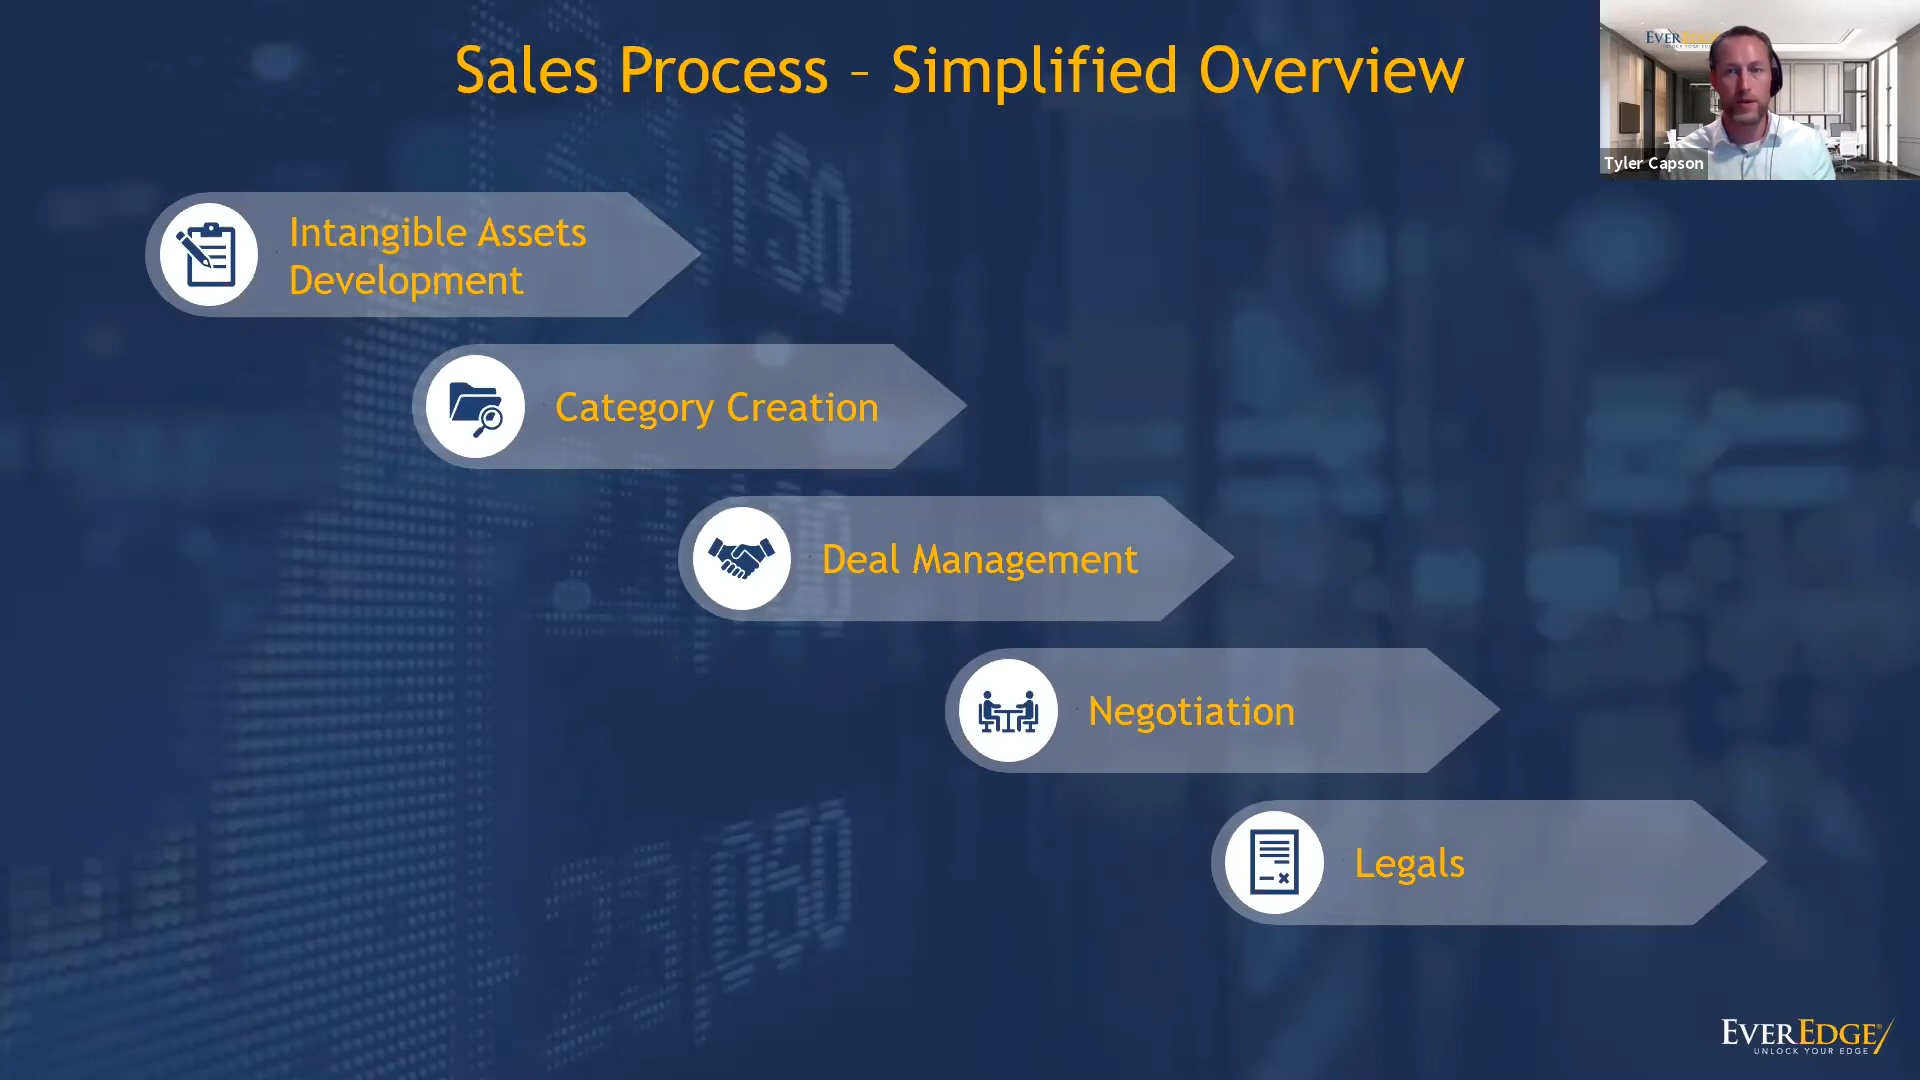 Sales Process – Simplified Overview
Tyler Capson
Intangible Assets
Development
Category Creation
Deal Management
Negotiation
Legals
EVEREDGE
UNLOCK YOUR EDGE